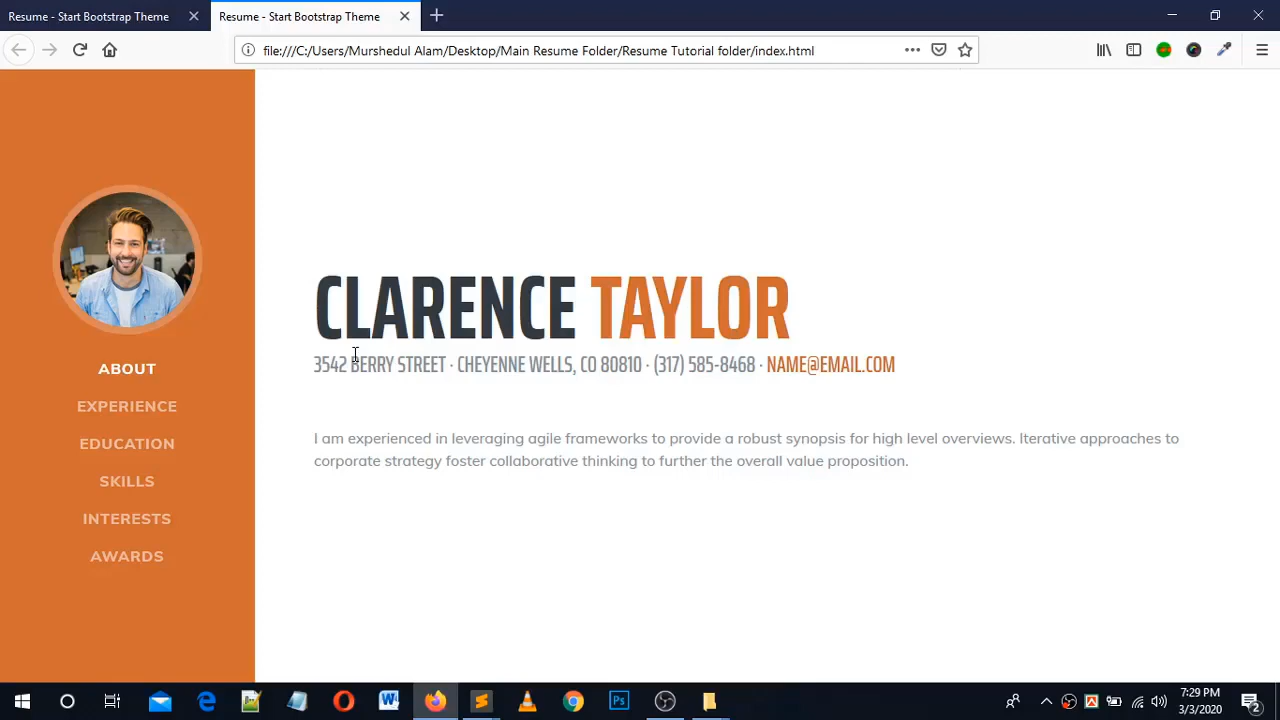 Resume - Start Bootstrap Theme
Resume - Start Bootstrap Theme
file:///C:/Users/Murshedul Alam/Desktop/Main Resume Folder/Resume Tutorial folder/index.html
CLARENCE TAYLOR
3542 BERRY STREET · CHEYENNE WELLS, CO 80810 · (317) 585-8468 · NAME@EMAIL.COM
I am experienced in leveraging agile frameworks to provide a robust synopsis for high level overviews. Iterative approaches to
corporate strategy foster collaborative thinking to further the overall value proposition.
ABOUT
EXPERIENCE
EDUCATION
SKILLS
INTERESTS
AWARDS
7:29 PM
3/3/2020